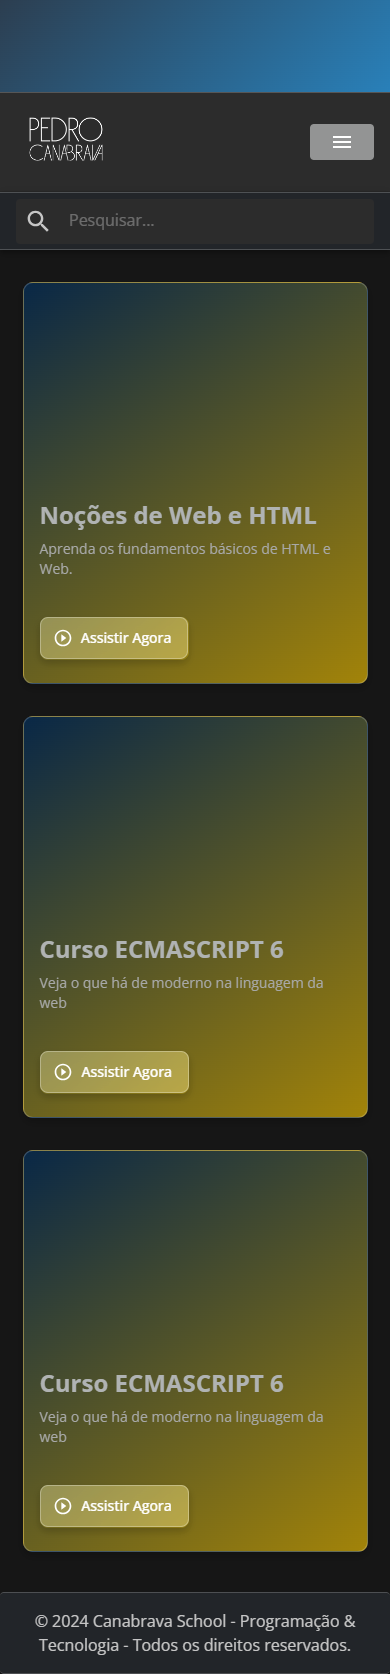 PEDRO
CANABRAVA
Pesquisar...
Noções de Web e HTML
Aprenda os fundamentos básicos de HTML e
Web.
Assistir Agora
Curso ECMASCRIPT 6
Veja o que há de moderno na linguagem da
web
Assistir Agora
Curso ECMASCRIPT 6
Veja o que há de moderno na linguagem da
web
Assistir Agora
© 2024 Canabrava School - Programação &
Tecnologia - Todos os direitos reservados.